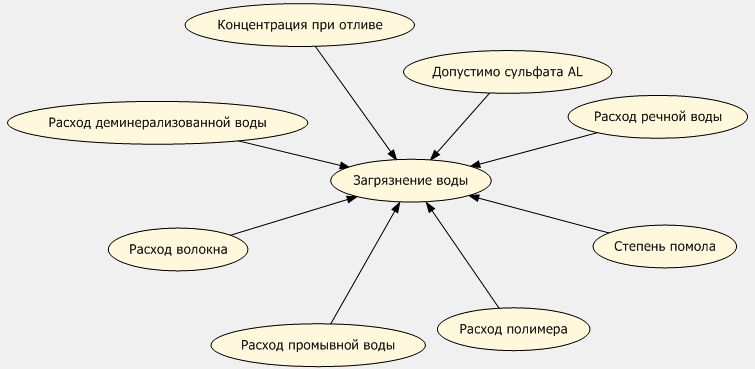 Концентрация при отливе
Допустимо сульфата AL
Расход деминерализованной воды
Расход речной воды
Загрязнение воды
Расход волокна
Степень помола
Расход промывной воды
Расход полимера